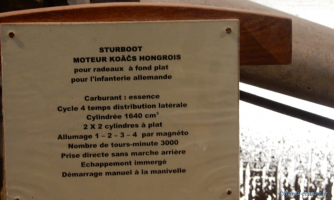 STURBOOT
MOTEUR KOÂČS HONGROIS
pour radeaux à fond plat
pour l'infanterie allemande
Carburant : essence
Cycle 4 temps distribution latérale
Cylindrée 1640 cm³
2 X 2 cylindres à plat
Allumage 1 – 2 – 3 – 4 par magnéto
Nombre de tours-minute 3000
Prise directe sans marche arrière
Echappement immergé
Démarrage manuel à la manivelle